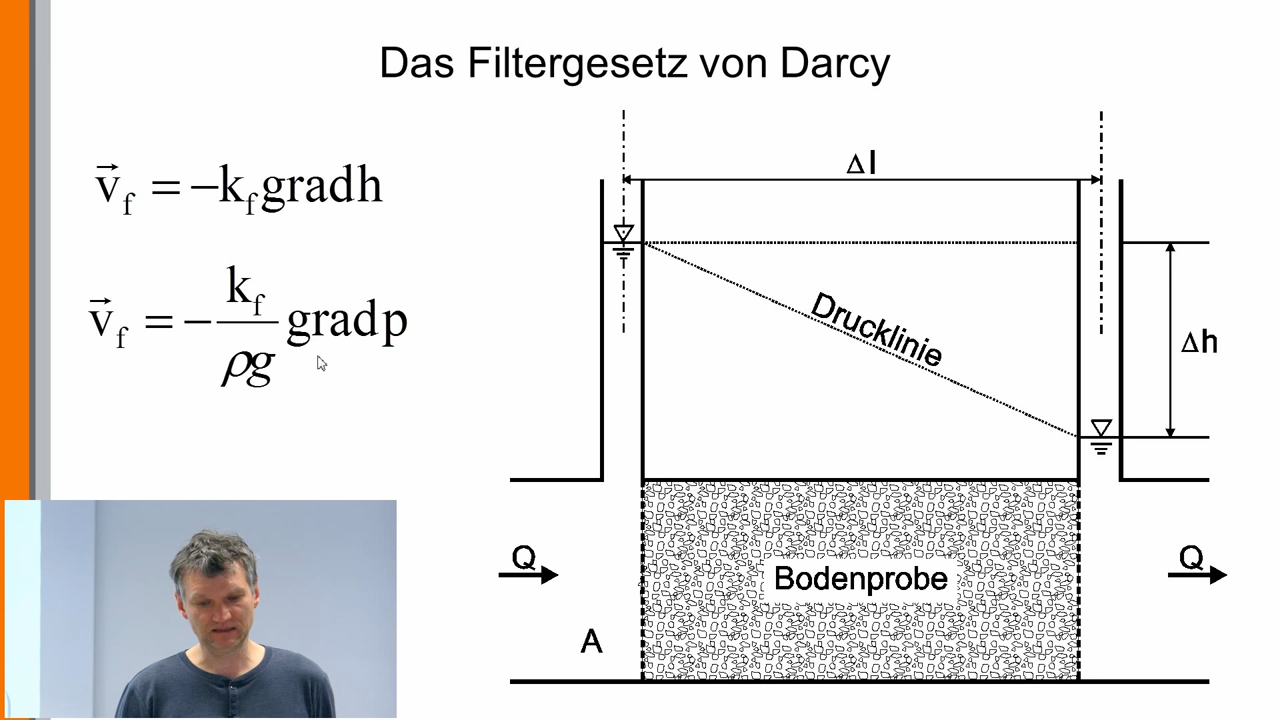 Das Filtergesetz von Darcy
v⃗f = −kf gradh
v⃗f = − kf/ρg gradp
Δl
Drucklinie
Δh
Q
Bodenprobe
Q
A